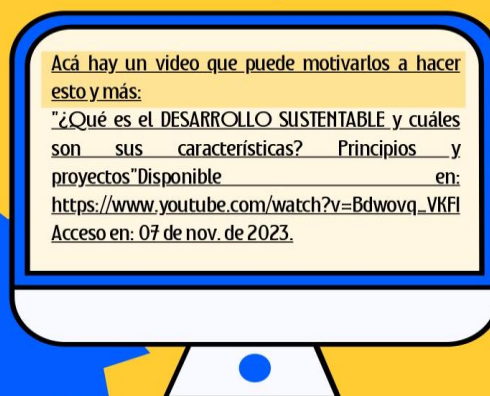 Acá hay un video que puede motivarlos a hacer
esto y más:
"¿Qué es el DESARROLLO SUSTENTABLE y cuáles
son sus características? Principios y
proyectos"Disponible en:
https://www.youtube.com/watch?v=Bdwovq_VKFI
Acceso en: 07 de nov. de 2023.